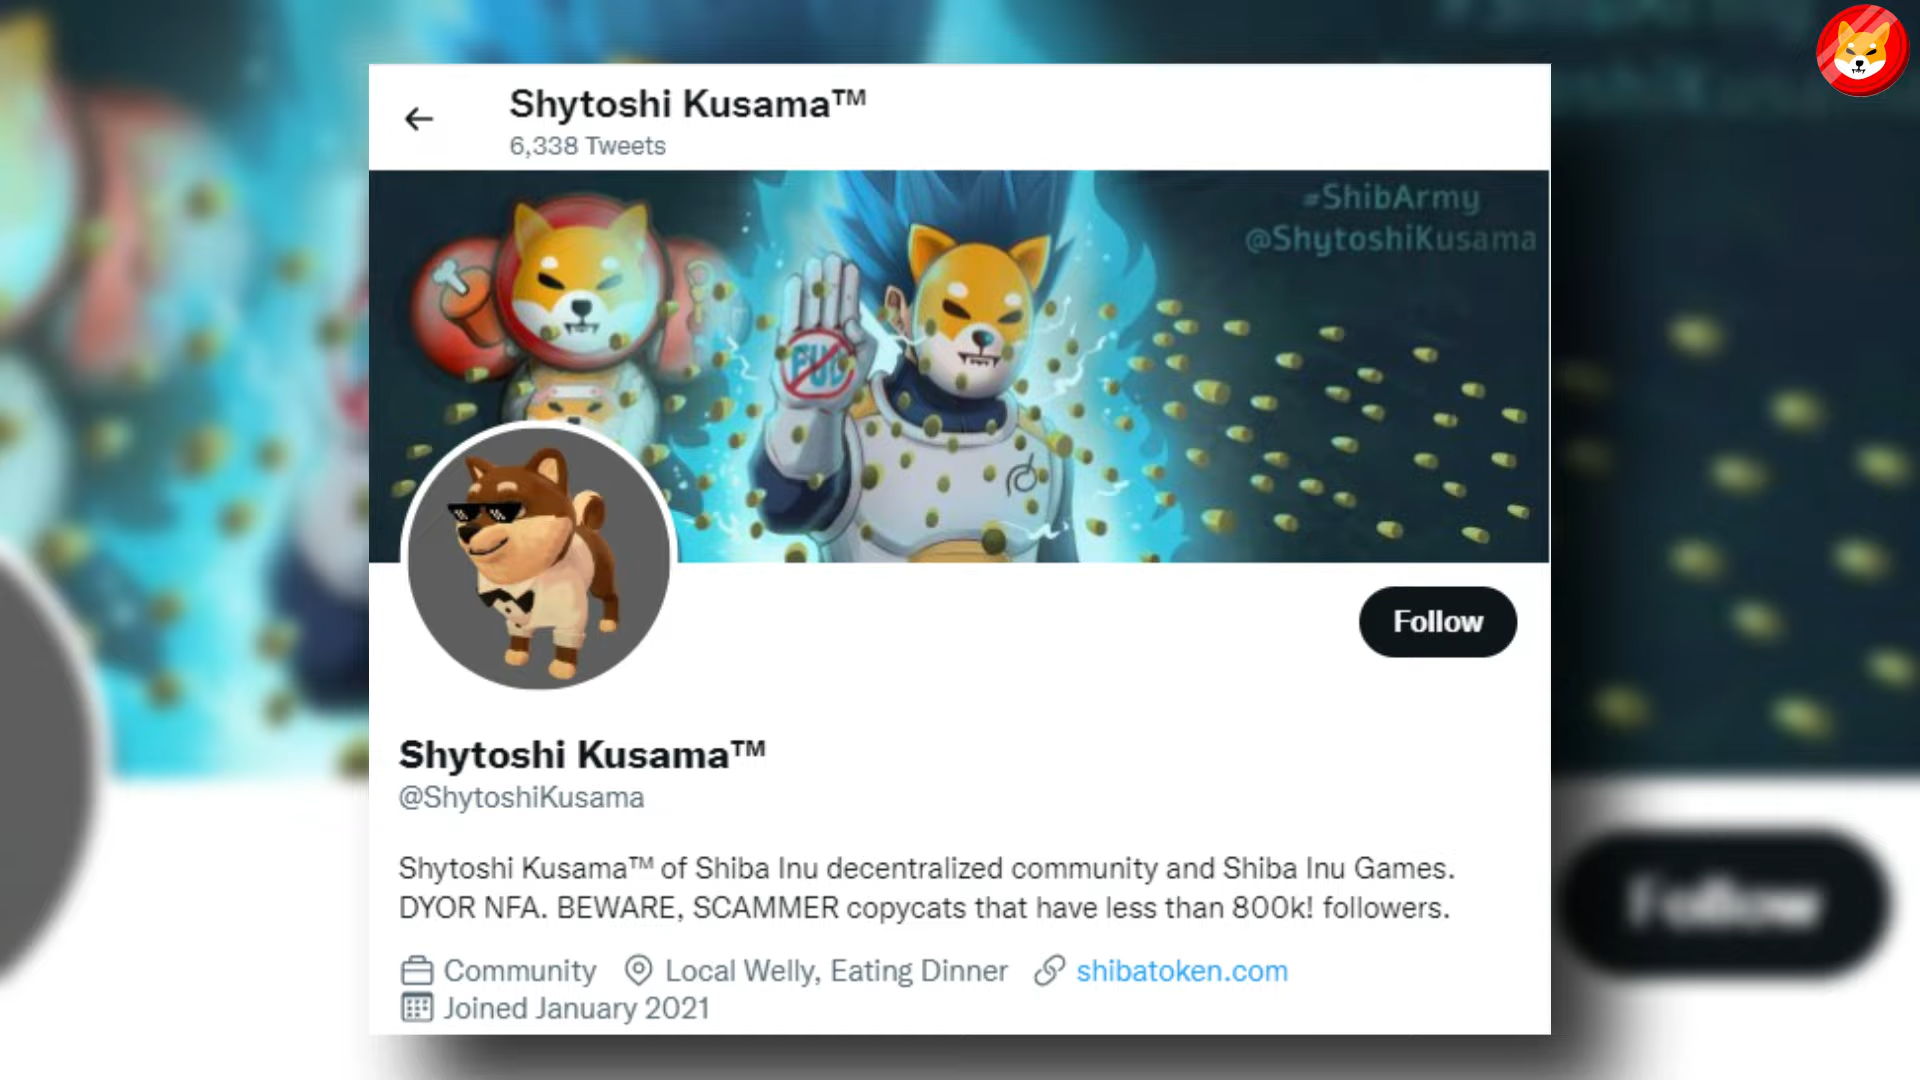 Shytoshi Kusama™
6,338 Tweets
#ShibArmy
@ShytoshiKusama
FUD
Follow
Shytoshi Kusama™
@ShytoshiKusama
Shytoshi Kusama™ of Shiba Inu decentralized community and Shiba Inu Games.
DYOR NFA. BEWARE, SCAMMER copycats that have less than 800k! followers.
Community Local Welly, Eating Dinner shibatoken.com
Joined January 2021
Follow